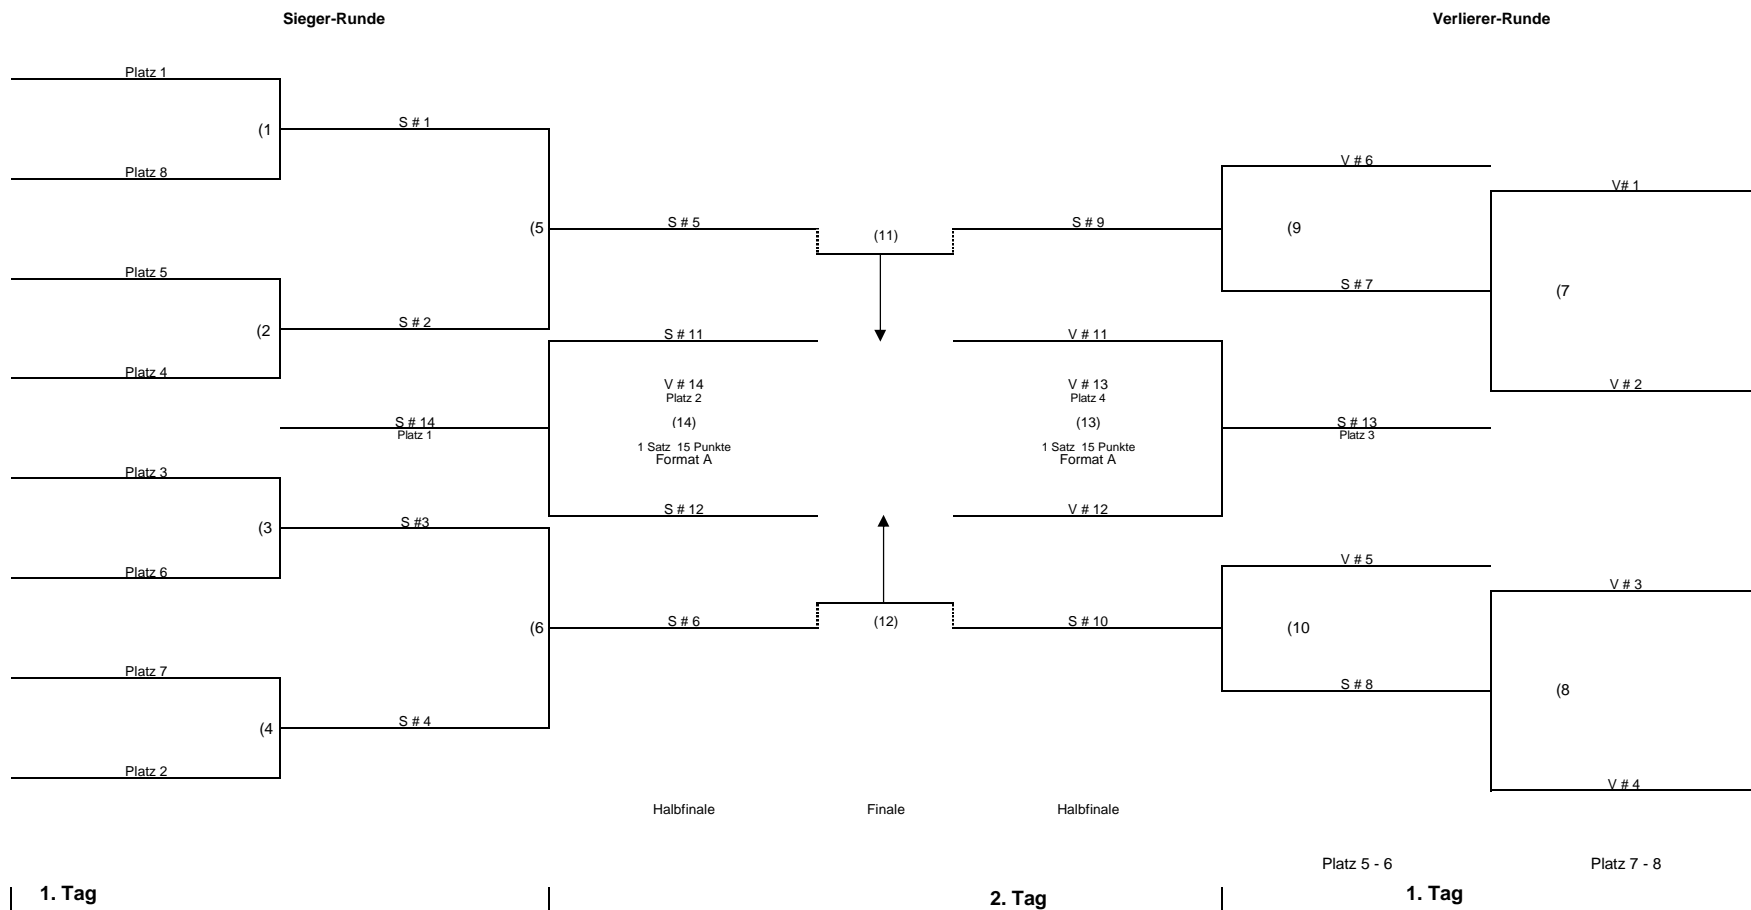 Sieger-Runde
Verlierer-Runde
Platz 1
(1
S # 1
Platz 8
V # 6
V# 1
(5
S # 5
(11)
S # 9
(9
Platz 5
S # 7
(7
(2
S # 2
S # 11
V # 11
Platz 4
V # 14
Platz 2
V # 13
Platz 4
V # 2
S # 14
Platz 1
(14)
(13)
S # 13
Platz 3
1 Satz 15 Punkte
Format A
1 Satz 15 Punkte
Format A
Platz 3
(3
S #3
S # 12
V # 12
Platz 6
V # 5
V # 3
(6
S # 6
(12)
S # 10
(10
Platz 7
S # 8
(8
(4
S # 4
Platz 2
V # 4
Halbfinale
Finale
Halbfinale
Platz 5 - 6
Platz 7 - 8
1. Tag
2. Tag
1. Tag